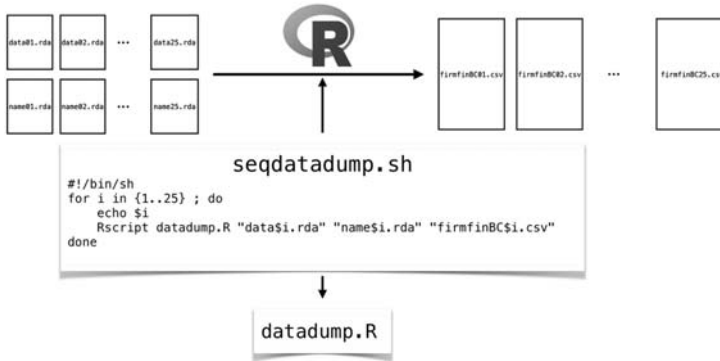 data01.rda data02.rda ... data25.rda
R
name01.rda name02.rda ... name25.rda
firmfinBC01.csv firmfinBC02.csv ... firmfinBC25.cs
seqdatadump.sh
#!/bin/sh
for i in {1..25} ; do
echo $i
Rscript datadump.R "data$i.rda" "name$i.rda" "firmfinBC$i.csv"
done
datadump.R